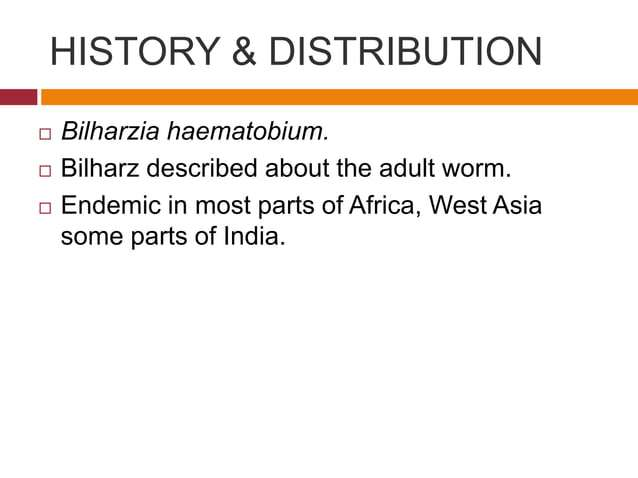 HISTORY & DISTRIBUTION
Bilharzia haematobium.
Bilharz described about the adult worm.
Endemic in most parts of Africa, West Asia
some parts of India.